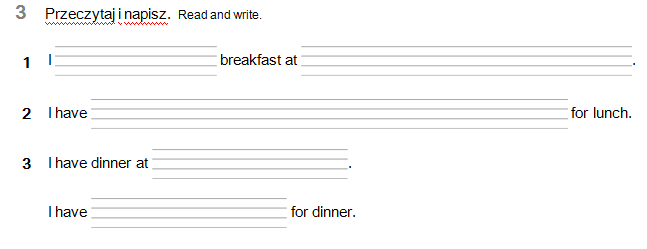 3 Przeczytaj i napisz. Read and write.
1 I breakfast at .
2 I have for lunch.
3 I have dinner at .
I have for dinner.